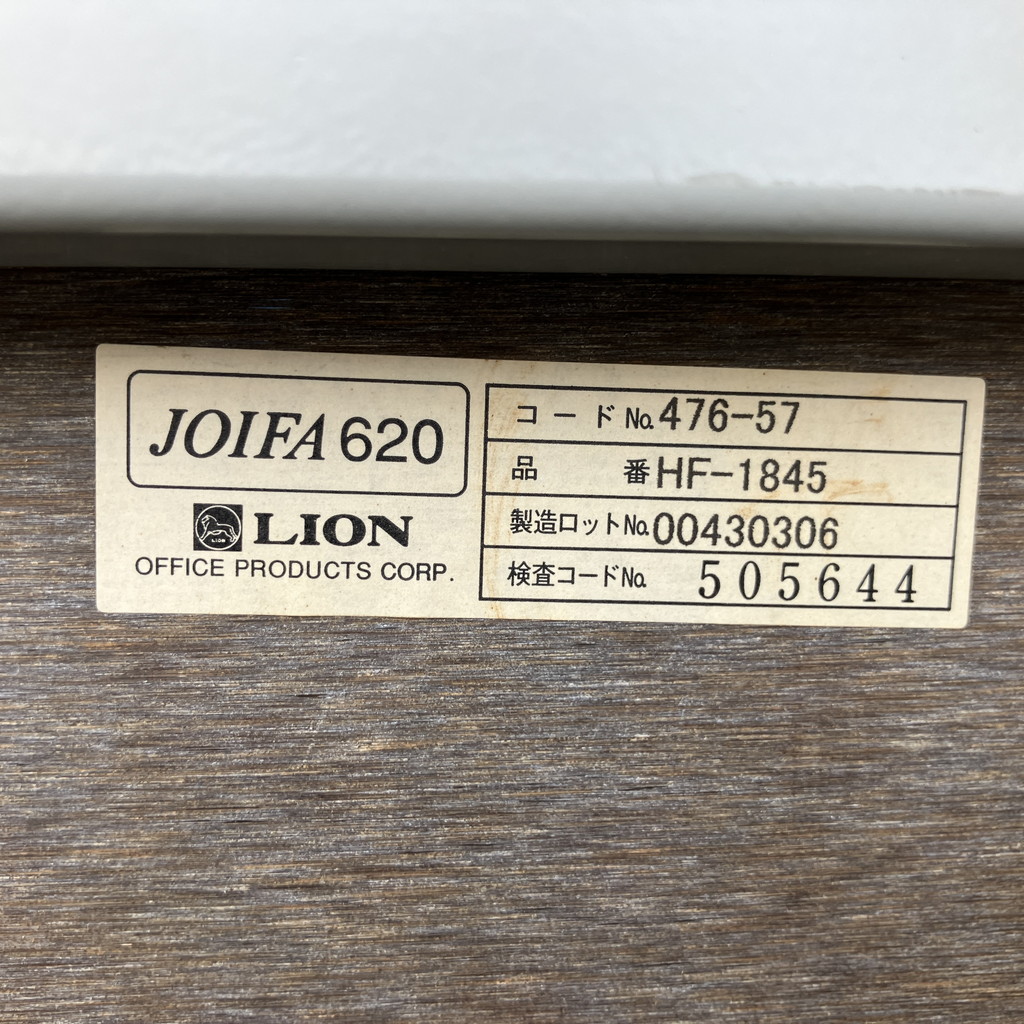 JOIFA 620
LION
LION
OFFICE PRODUCTS CORP.
コード No. 476-57
品番 HF-1845
製造ロット No. 00430306
検査コード No. 505644